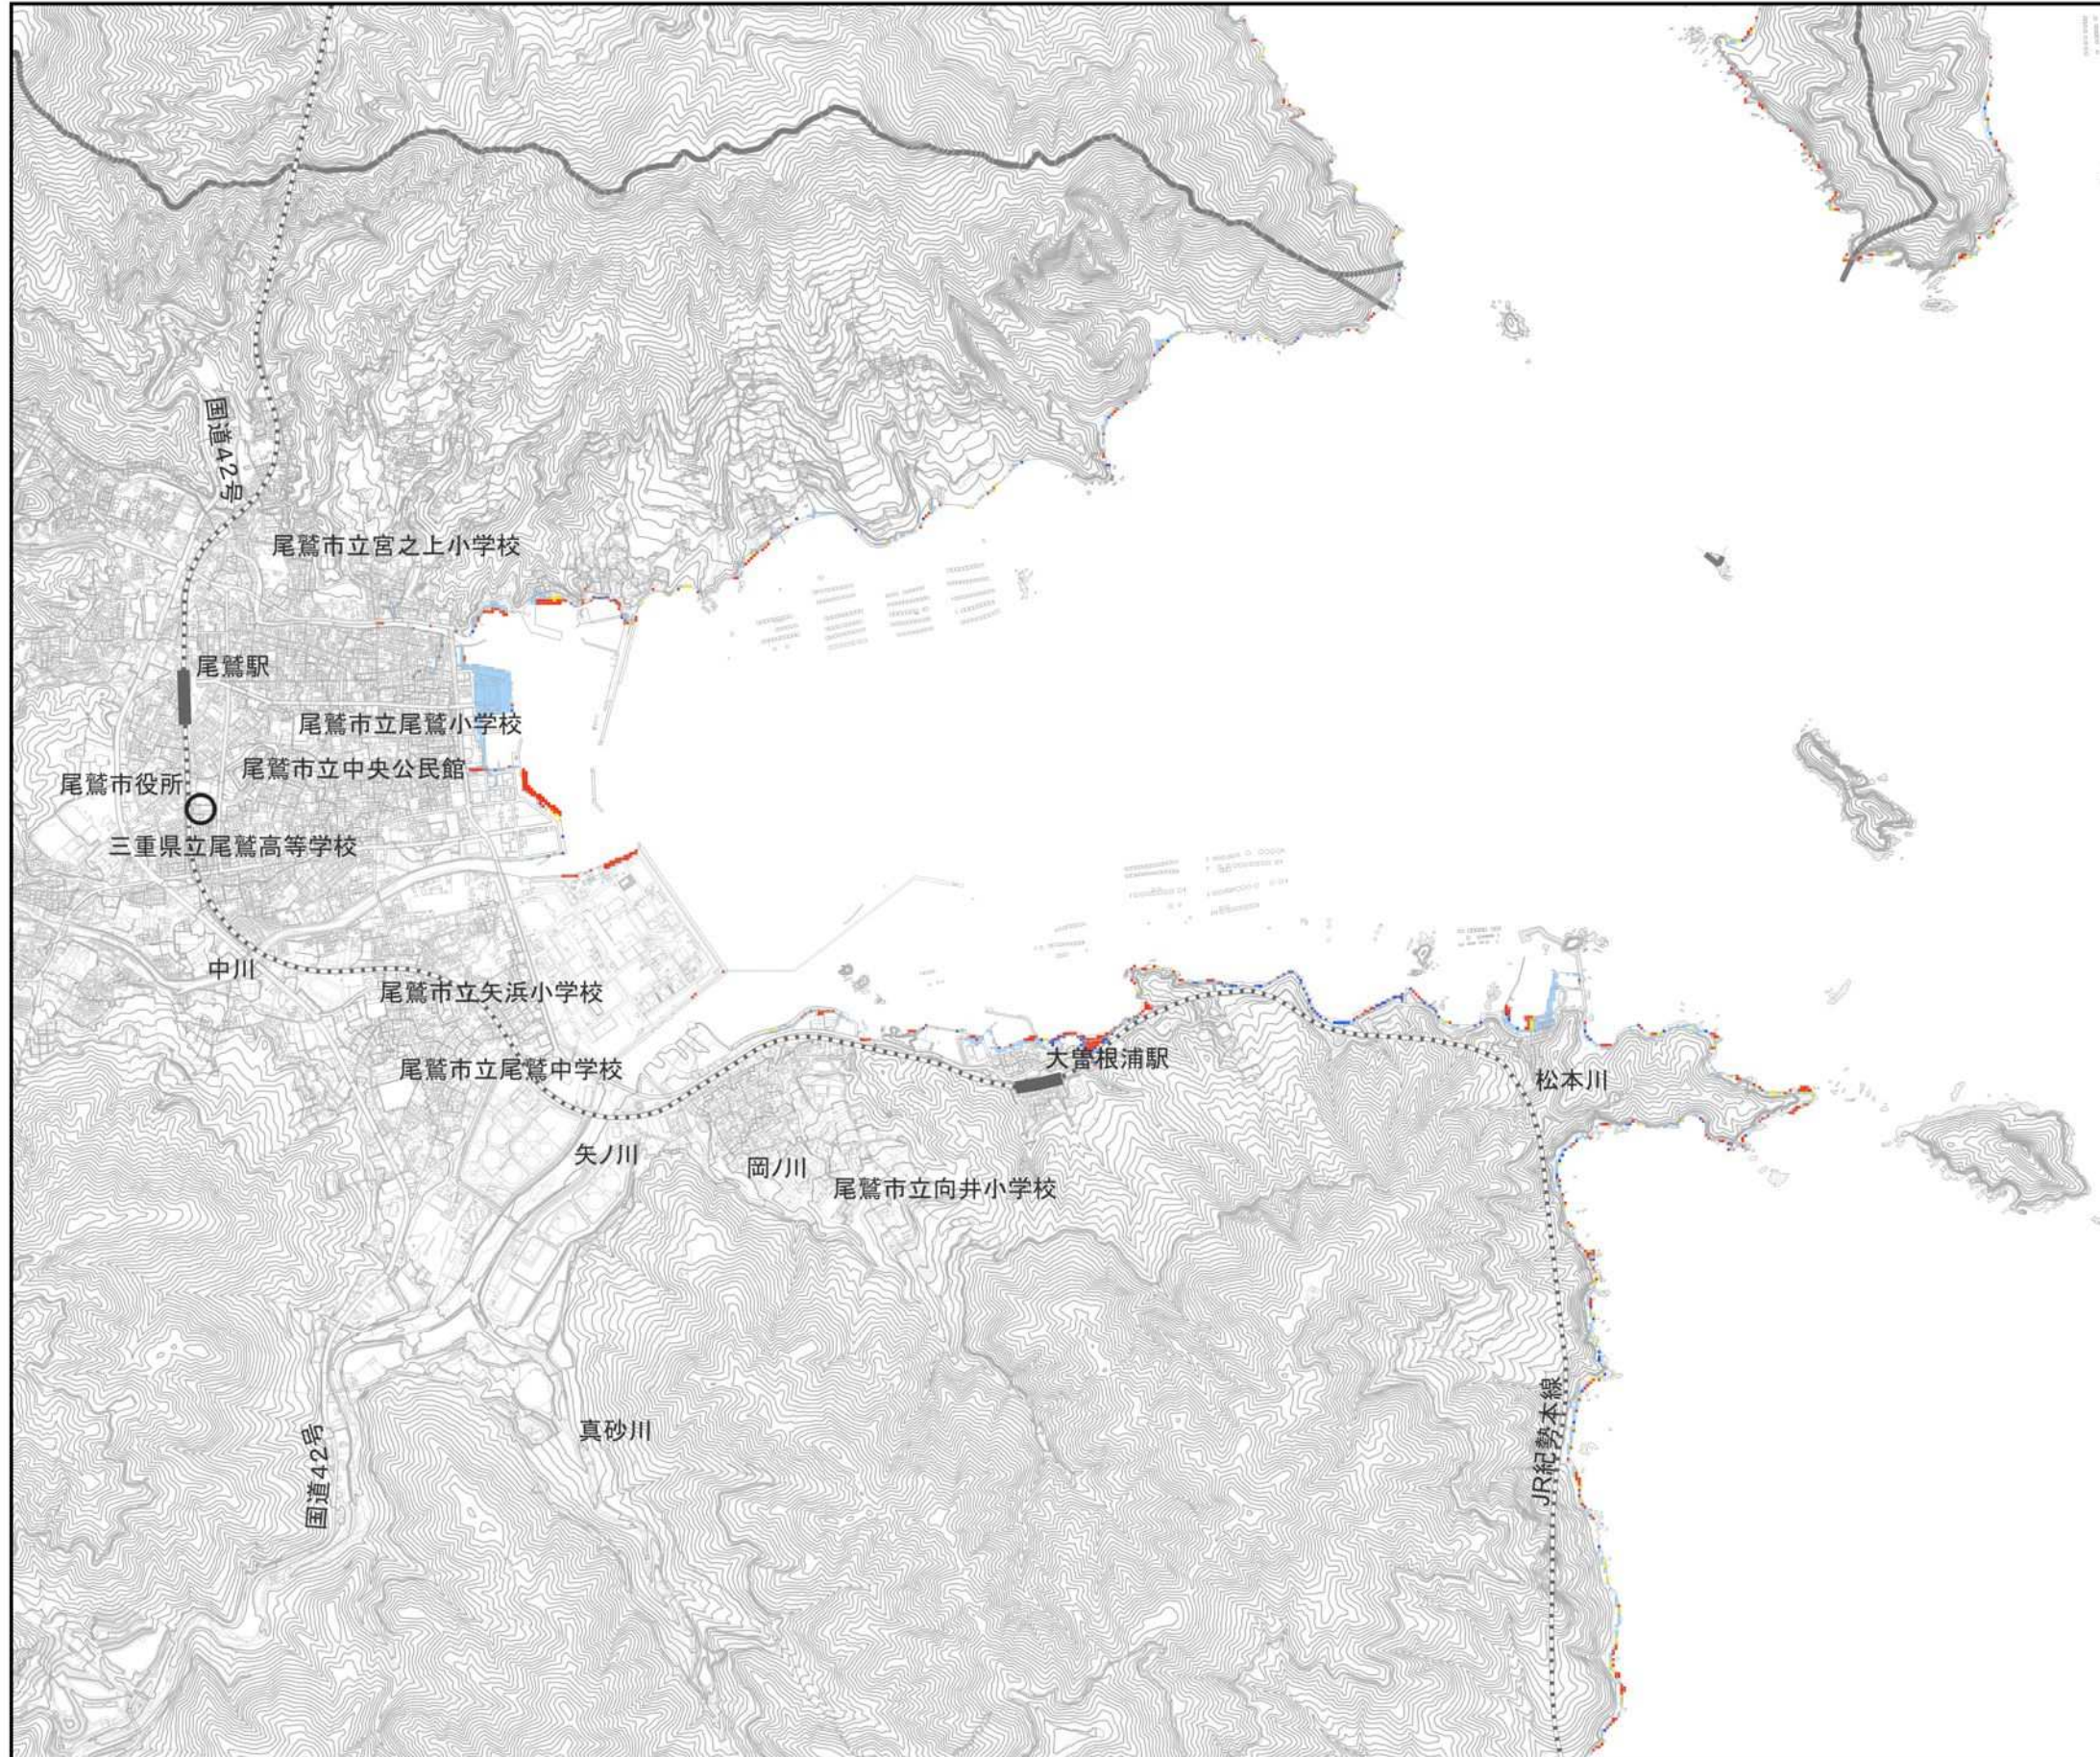 国道42号
尾鷲市立宮之上小学校
尾鷲駅
尾鷲市立尾鷲小学校
尾鷲市立中央公民館
尾鷲市役所
三重県立尾鷲高等学校
中川
尾鷲市立矢浜小学校
大曽根浦駅
尾鷲市立尾鷲中学校
松本川
矢ノ川
岡ノ川
尾鷲市立向井小学校
真砂川
国道42号
JR紀勢本線